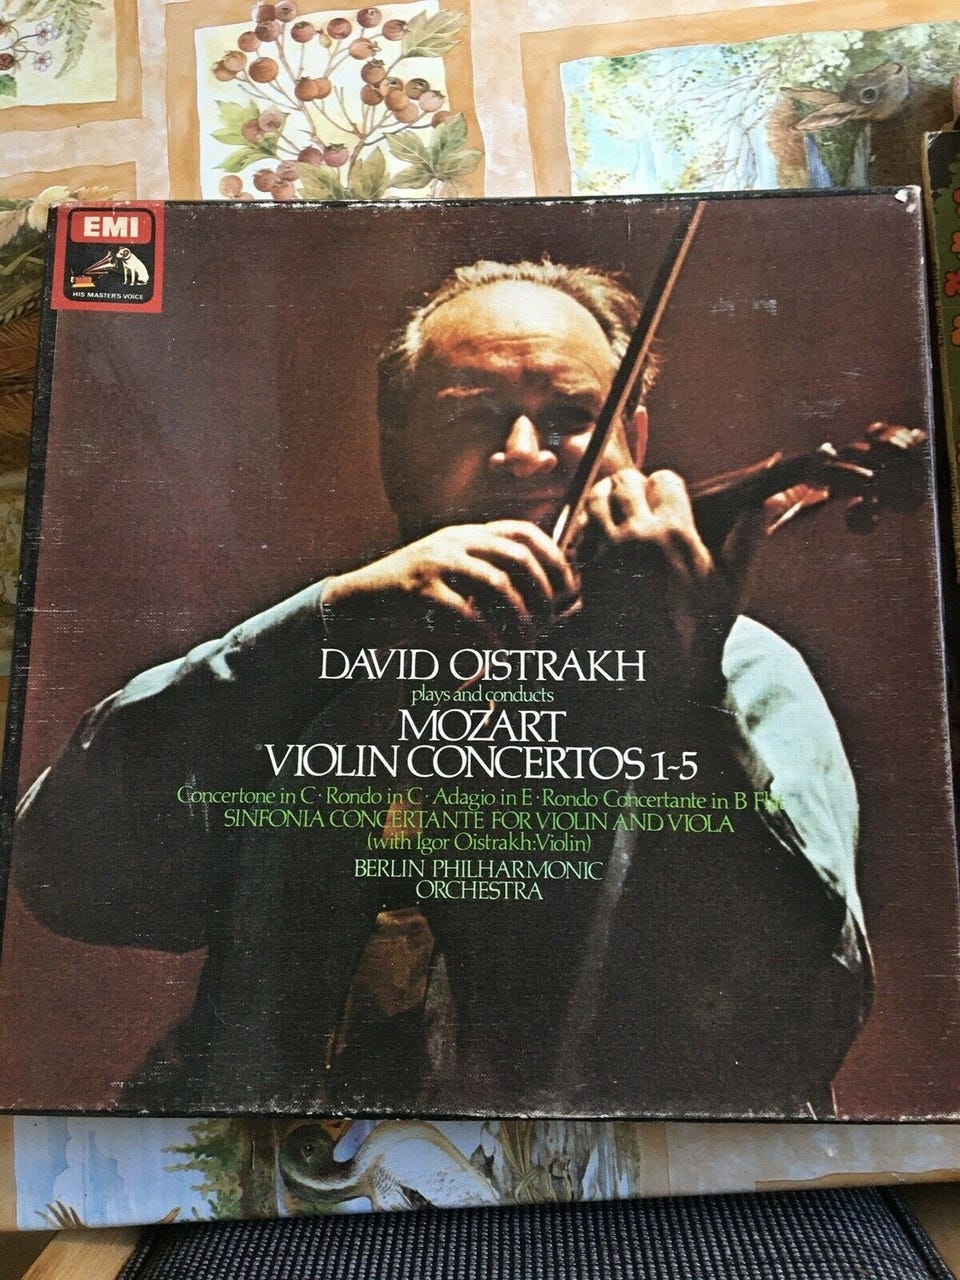 EMI
HIS MASTER'S VOICE
DAVID OISTRAKH
plays and conducts
MOZART
VIOLIN CONCERTOS 1-5
Concertone in C · Rondo in C · Adagio in E · Rondo Concertante in B Flat
SINFONIA CONCERTANTE FOR VIOLIN AND VIOLA
(with Igor Oistrakh:Violin)
BERLIN PHILHARMONIC
ORCHESTRA